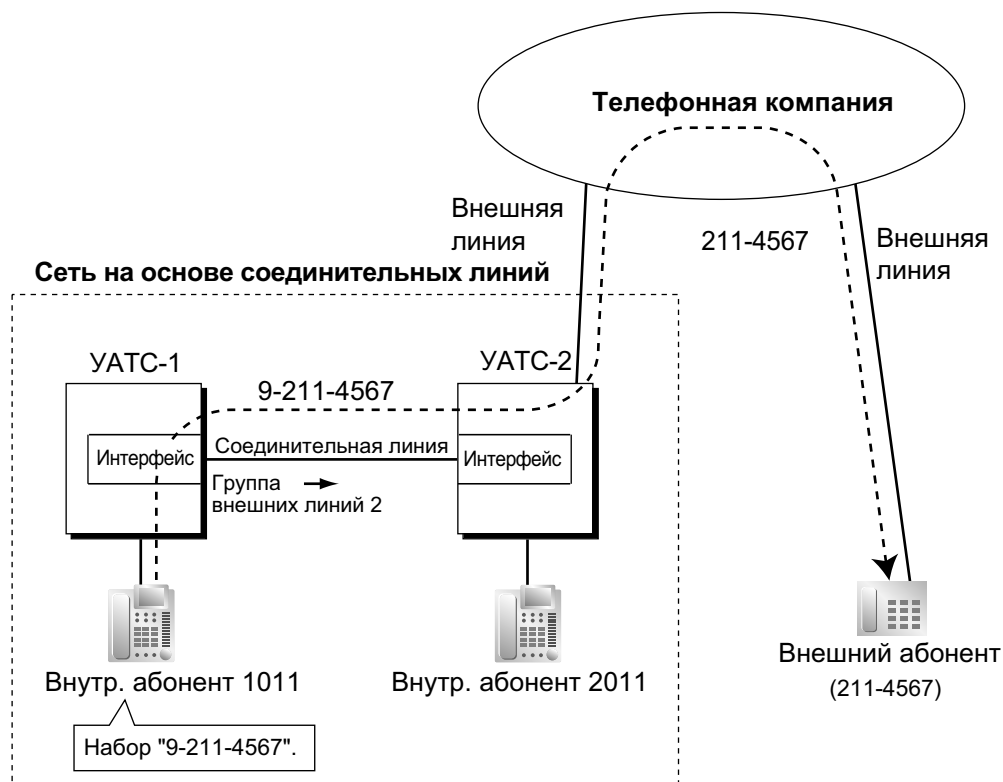 Телефонная компания
Внешняя
линия
211-4567
Внешняя
линия
Сеть на основе соединительных линий
УАТС-1
УАТС-2
9-211-4567
Интерфейс
Соединительная линия
Интерфейс
Группа
внешних линий 2
Внутр. абонент 1011
Внутр. абонент 2011
Внешний абонент
(211-4567)
Набор "9-211-4567".